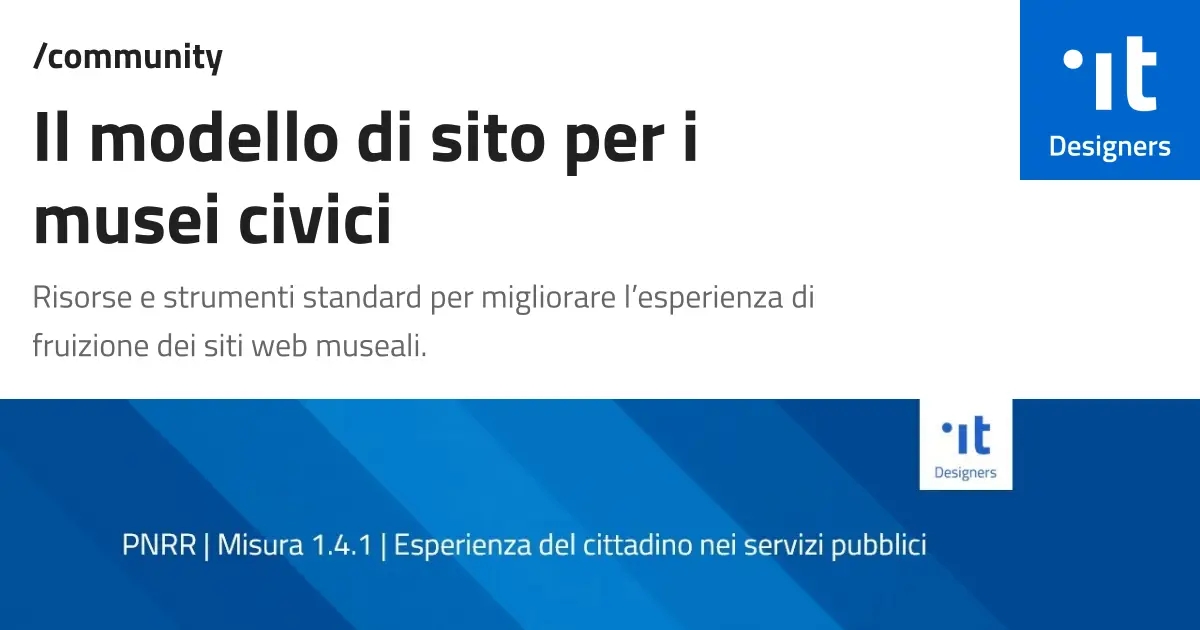 /community
Il modello di sito per i
musei civici
Risorse e strumenti standard per migliorare l’esperienza di
fruizione dei siti web museali.
it
Designers
it
Designers
PNRR | Misura 1.4.1 | Esperienza del cittadino nei servizi pubblici